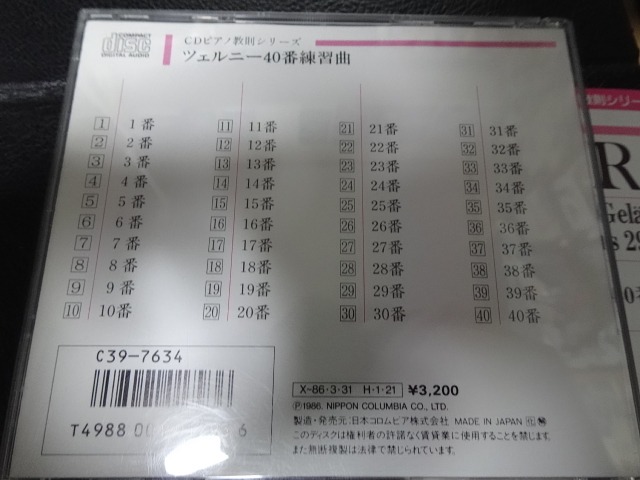 COMPACT
disc
DIGITAL AUDIO
CDピアノ教則シリーズ
ツェルニー40番練習曲
1 1番
2 2番
3 3番
4 4番
5 5番
6 6番
7 7番
8 8番
9 9番
10 10番
11 11番
12 12番
13 13番
14 14番
15 15番
16 16番
17 17番
18 18番
19 19番
20 20番
21 21番
22 22番
23 23番
24 24番
25 25番
26 26番
27 27番
28 28番
29 29番
30 30番
31 31番
32 32番
33 33番
34 34番
35 35番
36 36番
37 37番
38 38番
39 39番
40 40番
C39-7634
T4988 00 6
X-86・3・31 H・1・21 ¥3,200
Ⓟ1986. NIPPON COLUMBIA CO., LTD.
製造・発売元:日本コロムビア株式会社 MADE IN JAPAN
このディスクは権利者の許諾なく賃貸業に使用することを禁じます。
また無断複製は法律で禁じられています。
教則シリー
R
Gelä
s 29
0